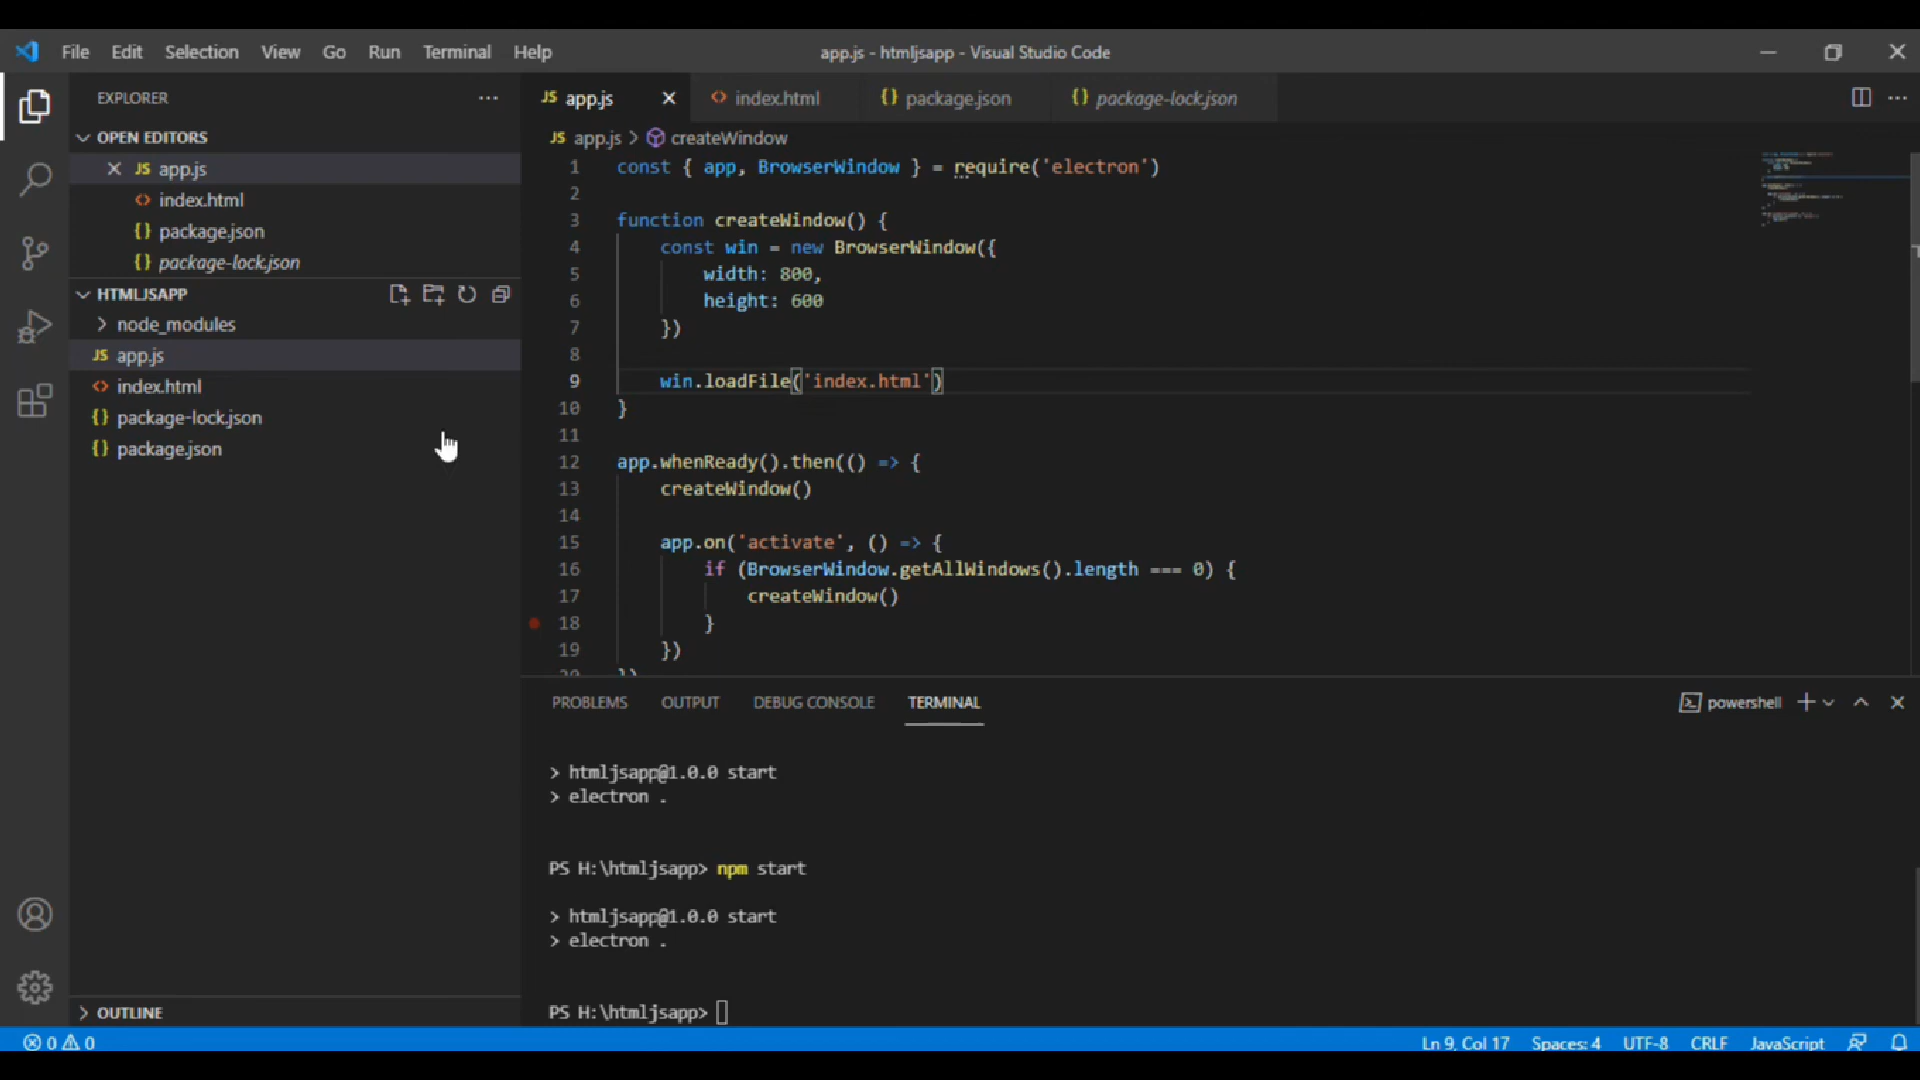 File Edit Selection View Go Run Terminal Help
app.js - htmljsapp - Visual Studio Code
EXPLORER
OPEN EDITORS
JS app.js
<> index.html
{} package.json
{} package-lock.json
HTMLJSAPP
node_modules
JS app.js
<> index.html
{} package-lock.json
{} package.json
OUTLINE
JS app.js <> index.html {} package.json {} package-lock.json
JS app.js > createWindow
1 const { app, BrowserWindow } = require('electron')
2
3 function createWindow() {
4 const win = new BrowserWindow({
5 width: 800,
6 height: 600
7 })
8
9 win.loadFile('index.html')
10 }
11
12 app.whenReady().then(() => {
13 createWindow()
14
15 app.on('activate', () => {
16 if (BrowserWindow.getAllWindows().length === 0) {
17 createWindow()
18 }
19 })
20 })
PROBLEMS OUTPUT DEBUG CONSOLE TERMINAL
powershell
> htmljsapp@1.0.0 start
> electron .
PS H:\htmljsapp> npm start
> htmljsapp@1.0.0 start
> electron .
PS H:\htmljsapp>
0 0
Ln 9, Col 17 Spaces: 4 UTF-8 CRLF JavaScript